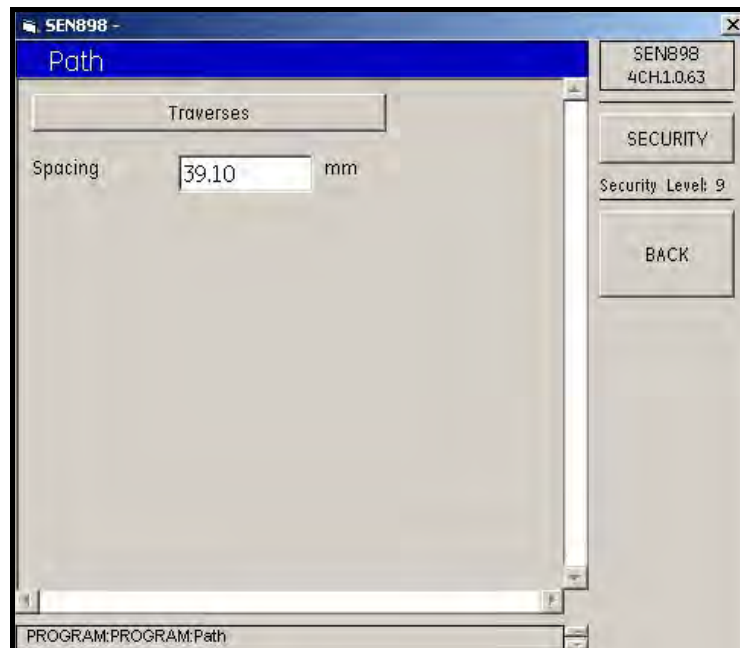 SEN898 -
Path
Traverses
Spacing 39.10 mm
SEN898
4CH.1.0.63
SECURITY
Security Level: 9
BACK
PROGRAM:PROGRAM:Path